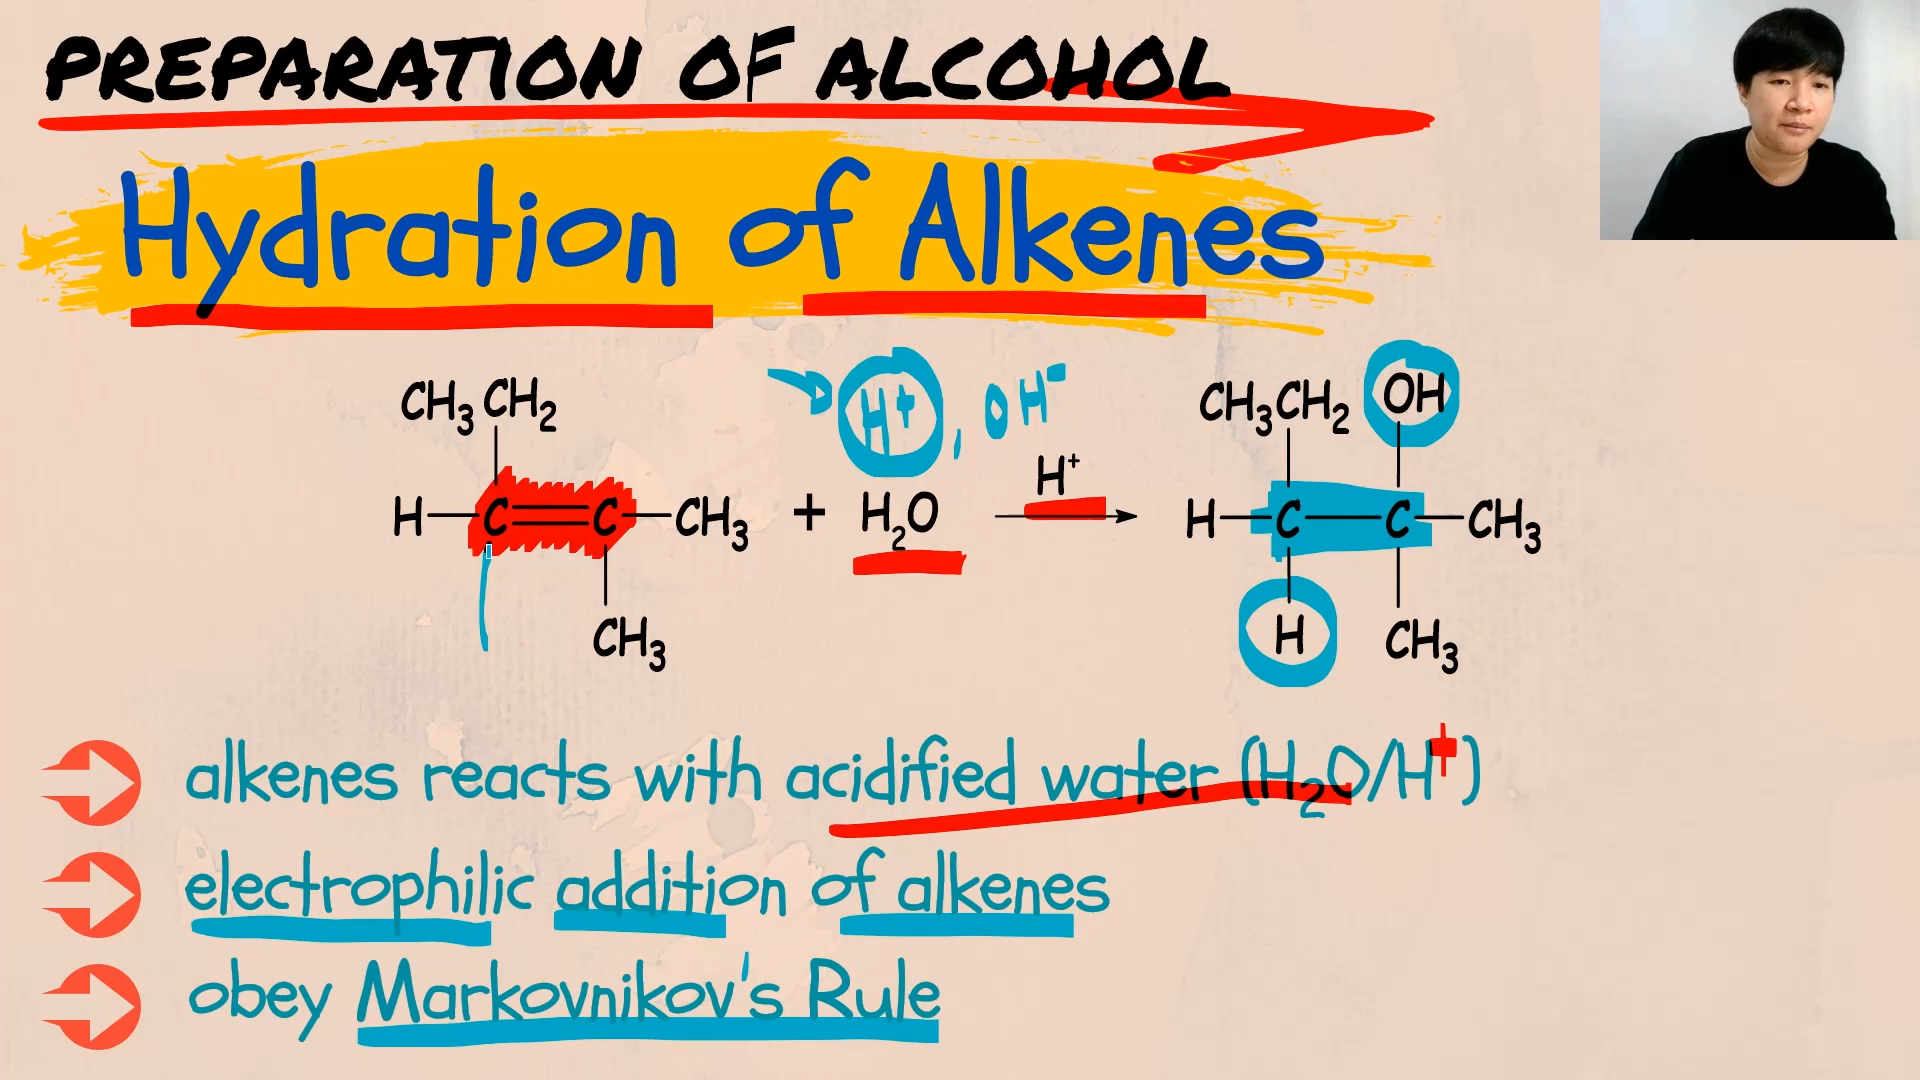 PREPARATION OF ALCOHOL
Hydration of Alkenes
H⁺, OH⁻
CH₃CH₂
H—C=C—CH₃ + H₂O
CH₃
H⁺
CH₃CH₂ OH
H—C—C—CH₃
H CH₃
alkenes reacts with acidified water (H₂O/H⁺)
electrophilic addition of alkenes
obey Markovnikov's Rule